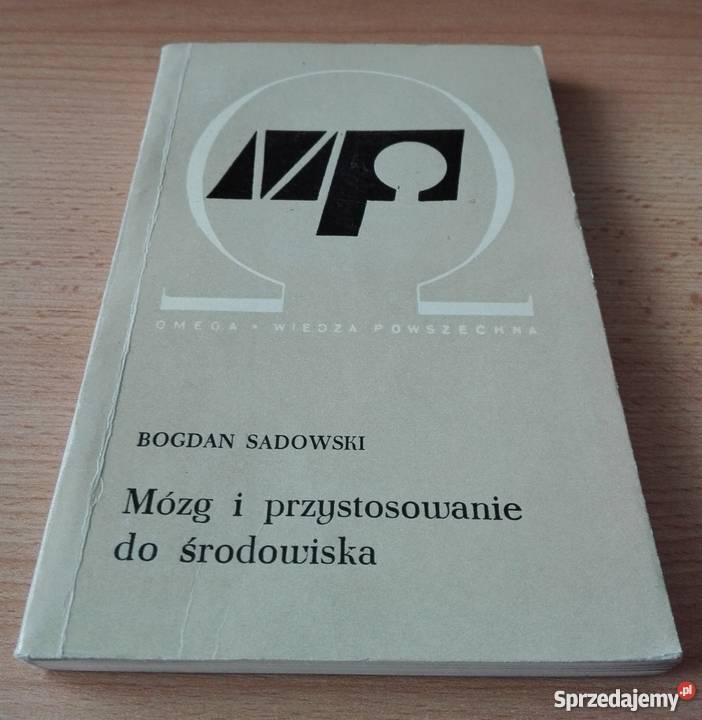 OMEGA • WIEDZA POWSZECHNA
BOGDAN SADOWSKI
Mózg i przystosowanie
do środowiska
Sprzedajemy.pl